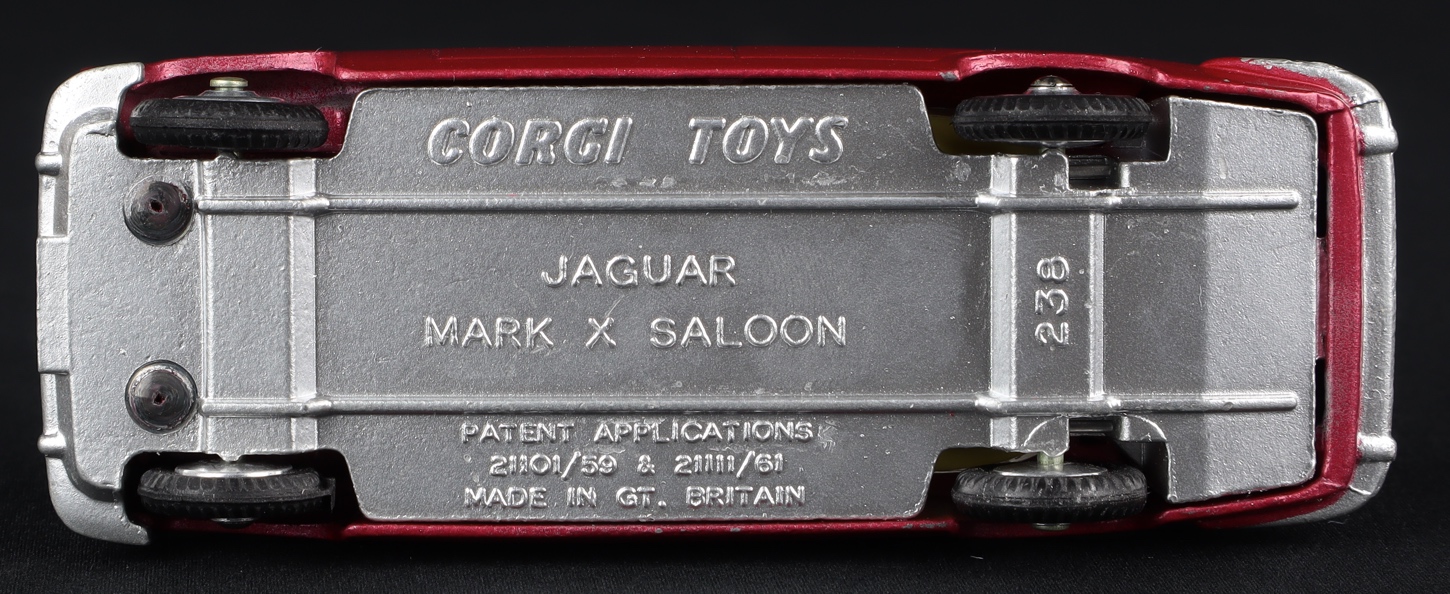 CORGI TOYS
JAGUAR
MARK X SALOON
238
PATENT APPLICATIONS
21101/59 & 21111/61
MADE IN GT. BRITAIN